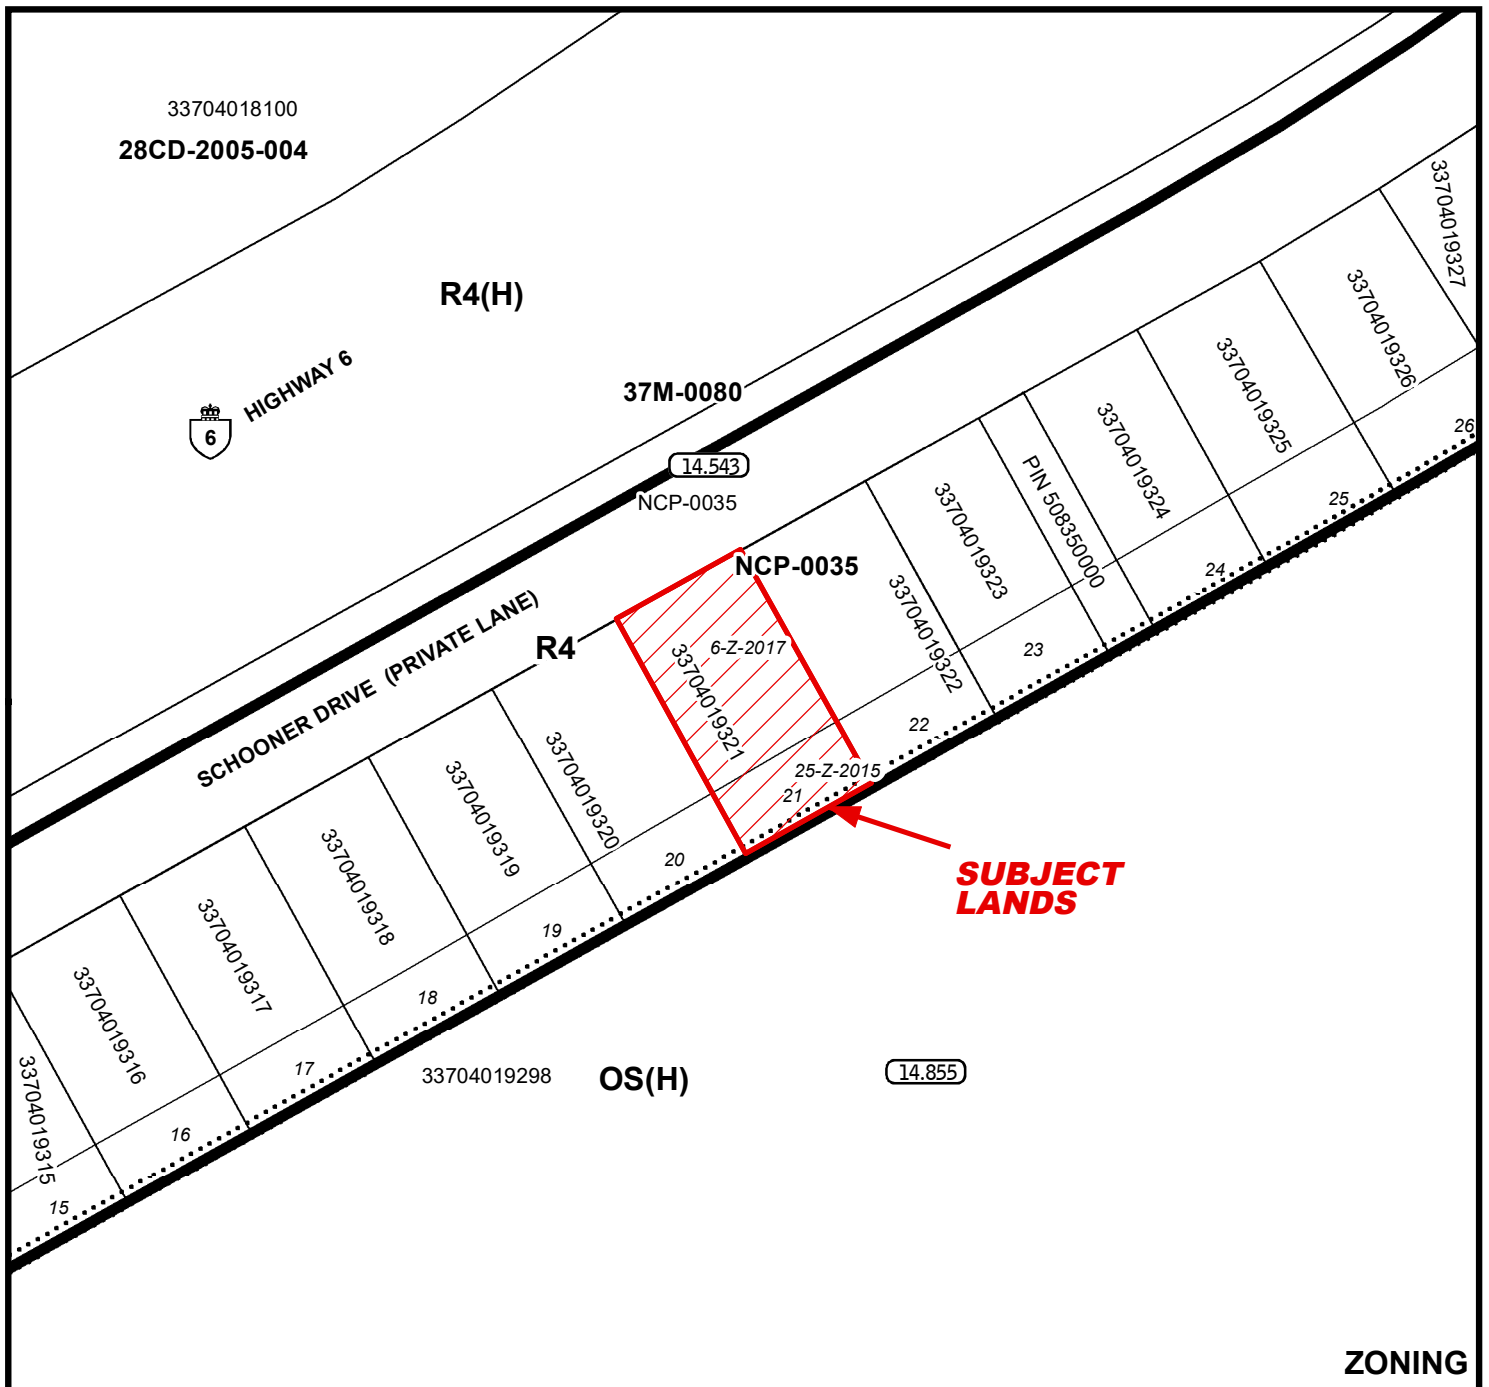 33704018100
28CD-2005-004
R4(H)
HIGHWAY 6
6
37M-0080
14.543
NCP-0035
NCP-0035
SCHOONER DRIVE (PRIVATE LANE)
R4
6-Z-2017
25-Z-2015
33704019327
33704019326
33704019325
33704019324
PIN 508350000
33704019323
33704019322
33704019321
33704019320
33704019319
33704019318
33704019317
33704019316
33704019315
26
25
24
23
22
21
20
19
18
17
16
15
SUBJECT
LANDS
33704019298
OS(H)
14.855
ZONING